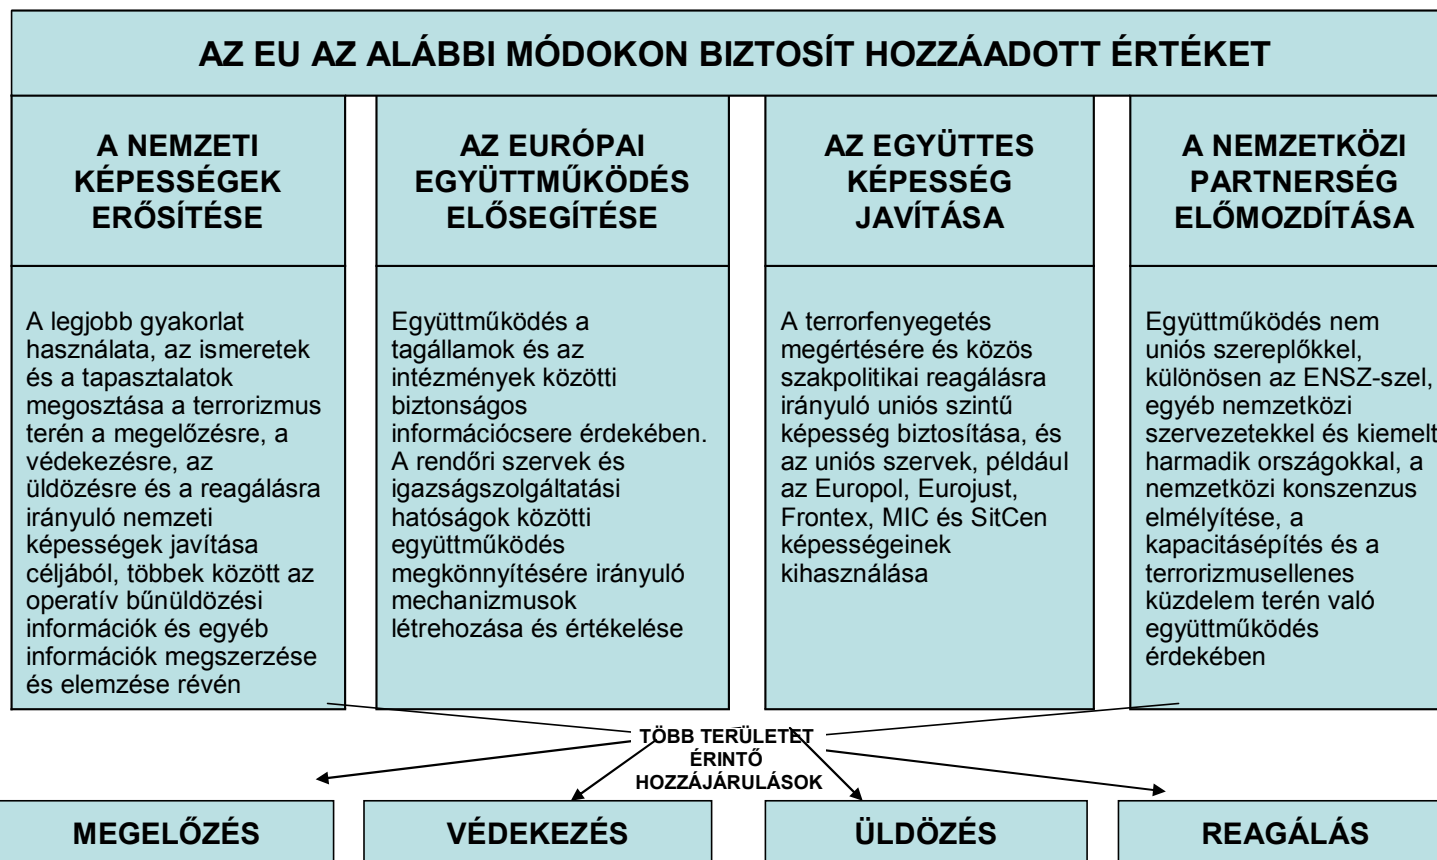 AZ EU AZ ALÁBBI MÓDOKON BIZTOSÍT HOZZÁADOTT ÉRTÉKET
A NEMZETI
KÉPESSÉGEK
ERŐSÍTÉSE
A legjobb gyakorlat
használata, az ismeretek
és a tapasztalatok
megosztása a terrorizmus
terén a megelőzésre, a
védekezésre, az
üldözésre és a reagálásra
irányuló nemzeti
képességek javítása
céljából, többek között az
operatív bűnüldözési
információk és egyéb
információk megszerzése
és elemzése révén
AZ EURÓPAI
EGYÜTTMŰKÖDÉS
ELŐSEGÍTÉSE
Együttműködés a
tagállamok és az
intézmények közötti
biztonságos
információcsere érdekében.
A rendőri szervek és
igazságszolgáltatási
hatóságok közötti
együttműködés
megkönnyítésére irányuló
mechanizmusok
létrehozása és értékelése
AZ EGYÜTTES
KÉPESSÉG
JAVÍTÁSA
A terrorfenyegetés
megértésére és közös
szakpolitikai reagálásra
irányuló uniós szintű
képesség biztosítása, és
az uniós szervek, például
az Europol, Eurojust,
Frontex, MIC és SitCen
képességeinek
kihasználása
A NEMZETKÖZI
PARTNERSÉG
ELŐMOZDÍTÁSA
Együttműködés nem
uniós szereplőkkel,
különösen az ENSZ-szel,
egyéb nemzetközi
szervezetekkel és kiemelt
harmadik országokkal, a
nemzetközi konszenzus
elmélyítése, a
kapacitásépítés és a
terrorizmusellenes
küzdelem terén való
együttműködés
érdekében
TÖBB TERÜLETET
ÉRINTŐ
HOZZÁJÁRULÁSOK
MEGELŐZÉS
VÉDEKEZÉS
ÜLDÖZÉS
REAGÁLÁS